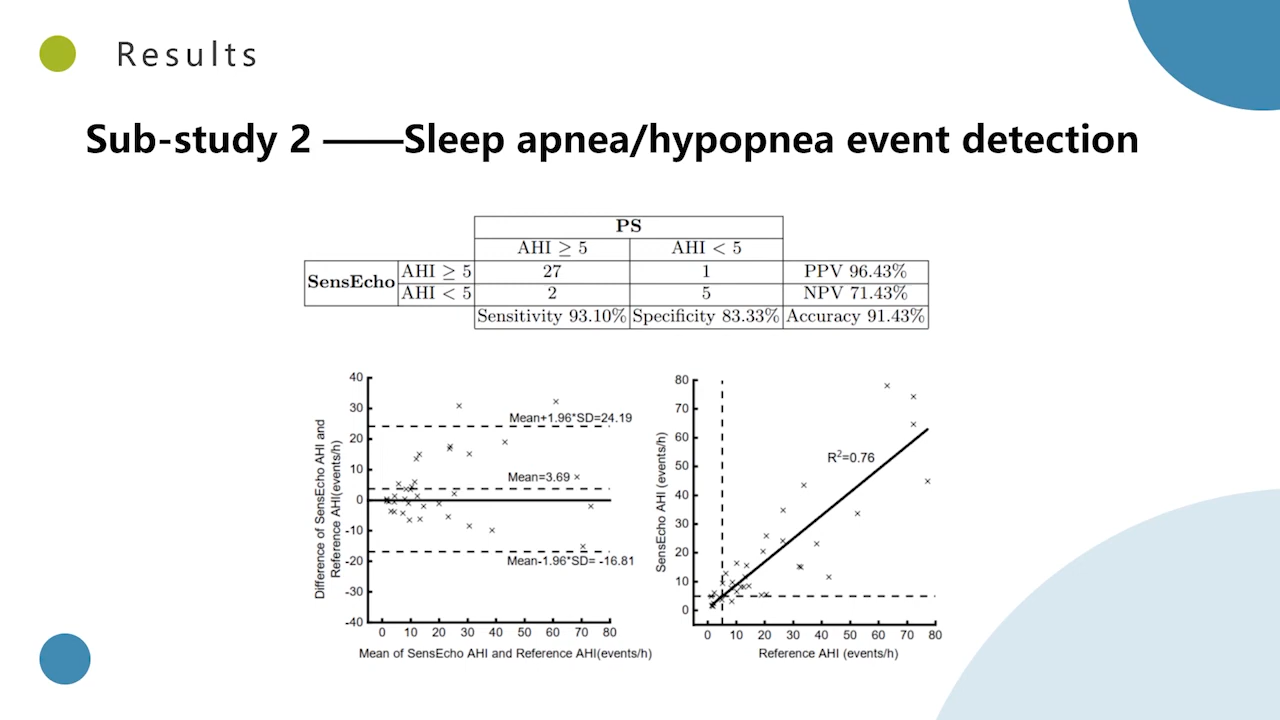 Results
Sub-study 2 ——Sleep apnea/hypopnea event detection
PS
AHI ≥ 5 AHI < 5
SensEcho AHI ≥ 5 27 1 PPV 96.43%
AHI < 5 2 5 NPV 71.43%
Sensitivity 93.10% Specificity 83.33% Accuracy 91.43%
Difference of SensEcho AHI and
Reference AHI(events/h)
40
30
20
10
0
-10
-20
-30
-40
Mean+1.96*SD=24.19
Mean=3.69
Mean-1.96*SD= -16.81
0 10 20 30 40 50 60 70 80
Mean of SensEcho AHI and Reference AHI(events/h)
SensEcho AHI (events/h)
80
70
60
50
40
30
20
10
0
R²=0.76
0 10 20 30 40 50 60 70 80
Reference AHI (events/h)